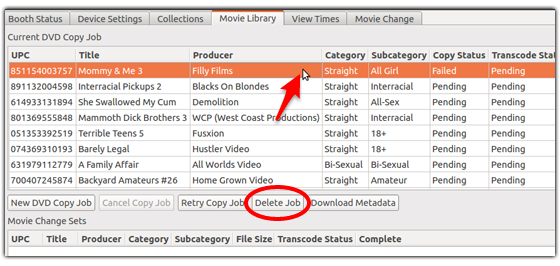 Booth Status Device Settings Collections Movie Library View Times Movie Change
Current DVD Copy Job
UPC Title Producer Category Subcategory Copy Status Transcode Stat
851154003757 Mommy & Me 3 Filly Films Straight All Girl Failed Pending
891132004598 Interracial Pickups 2 Blacks On Blondes Straight Interracial Pending Pending
614933131894 She Swallowed My Cum Demolition Straight All-Sex Pending Pending
801369555848 Mammoth Dick Brothers 3 WCP (West Coast Productions) Straight Interracial Pending Pending
051353392519 Terrible Teens 5 Fusxion Straight 18+ Pending Pending
074369310193 Barely Legal Hustler Video Straight 18+ Pending Pending
631979112779 A Family Affair All Worlds Video Bi-Sexual Bi-Sexual Pending Pending
700407245874 Backyard Amateurs #26 Home Grown Video Straight Amateur Pending Pending
New DVD Copy Job Cancel Copy Job Retry Copy Job Delete Job Download Metadata
Movie Change Sets
UPC Title Producer Category Subcategory File Size Transcode Status Complete